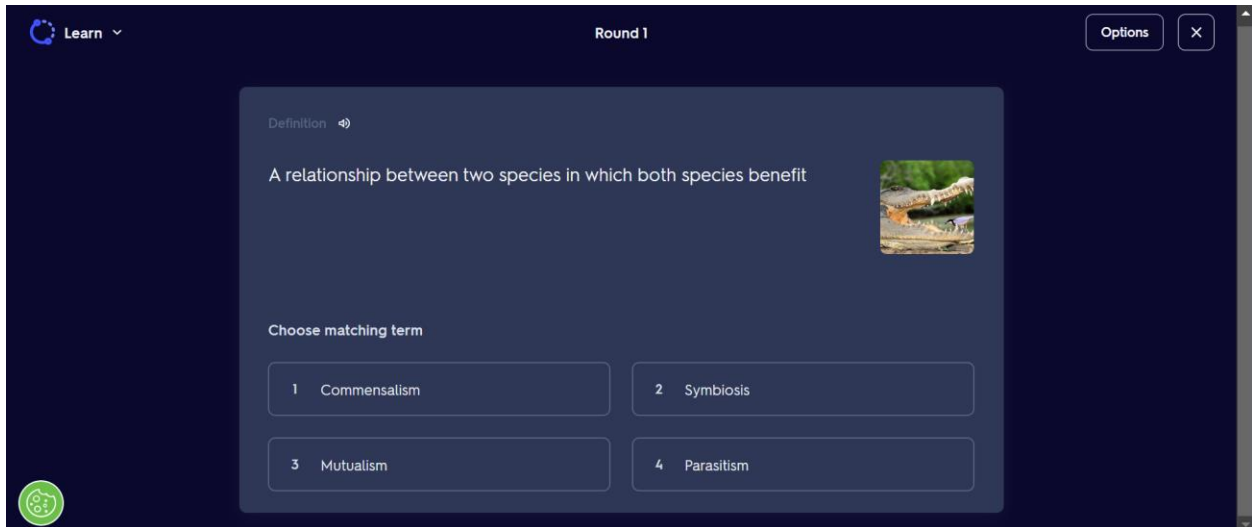 Learn
Round 1
Options
Definition
A relationship between two species in which both species benefit
Choose matching term
1 Commensalism
2 Symbiosis
3 Mutualism
4 Parasitism